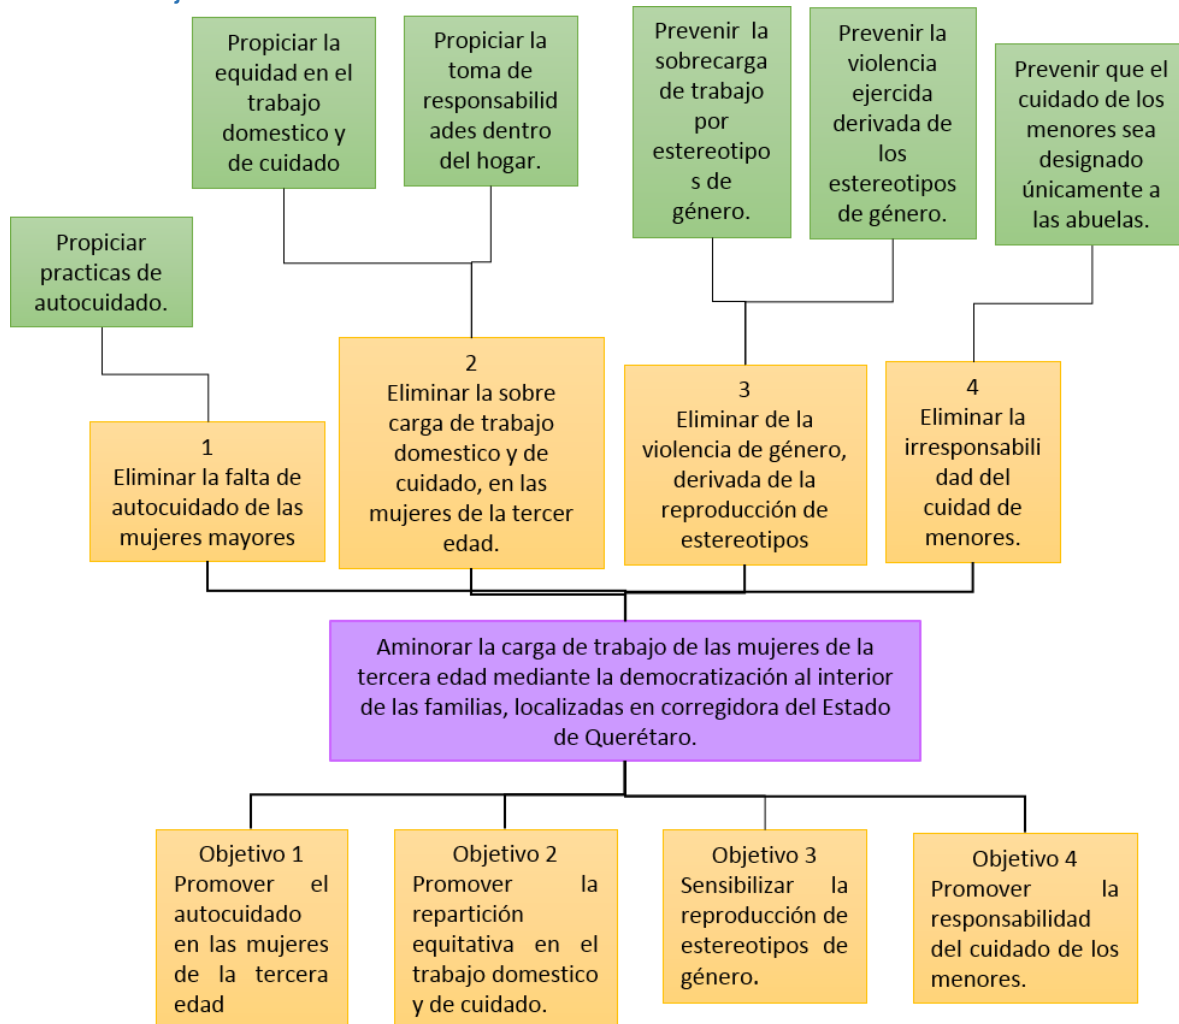 Propiciar la
equidad en el
trabajo
domestico y
de cuidado
Propiciar la
toma de
responsabilid
ades dentro
del hogar.
Prevenir la
sobrecarga
de trabajo
por
estereotipo
s de
género.
Prevenir la
violencia
ejercida
derivada de
los
estereotipos
de género.
Prevenir que el
cuidado de los
menores sea
designado
únicamente a
las abuelas.
Propiciar
practicas de
autocuidado.
1
Eliminar la falta de
autocuidado de las
mujeres mayores
2
Eliminar la sobre
carga de trabajo
domestico y de
cuidado, en las
mujeres de la tercer
edad.
3
Eliminar de la
violencia de género,
derivada de la
reproducción de
estereotipos
4
Eliminar la
irresponsabili
dad del
cuidad de
menores.
Aminorar la carga de trabajo de las mujeres de la
tercera edad mediante la democratización al interior
de las familias, localizadas en corregidora del Estado
de Querétaro.
Objetivo 1
Promover el
autocuidado
en las mujeres
de la tercera
edad
Objetivo 2
Promover la
repartición
equitativa en el
trabajo domestico
y de cuidado.
Objetivo 3
Sensibilizar la
reproducción de
estereotipos de
género.
Objetivo 4
Promover la
responsabilidad
del cuidado de los
menores.